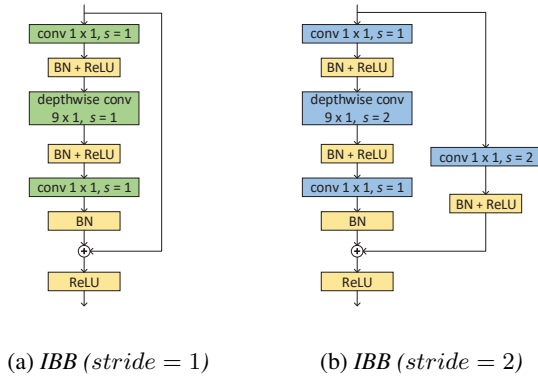 conv 1 x 1, s = 1
BN + ReLU
depthwise conv
9 x 1, s = 1
BN + ReLU
conv 1 x 1, s = 1
BN
+
ReLU
(a) IBB (stride = 1)
conv 1 x 1, s = 1
BN + ReLU
depthwise conv
9 x 1, s = 2
BN + ReLU
conv 1 x 1, s = 1
BN
+
ReLU
conv 1 x 1, s = 2
BN + ReLU
(b) IBB (stride = 2)